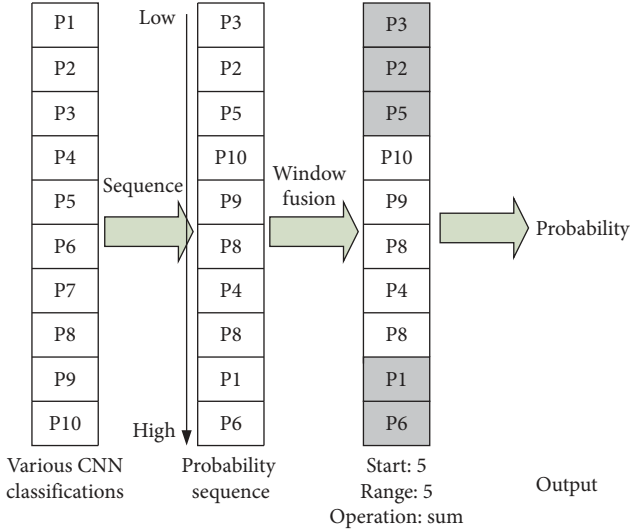 P1
P2
P3
P4
P5
P6
P7
P8
P9
P10
Various CNN
classifications
Sequence
Low
High
P3
P2
P5
P10
P9
P8
P4
P8
P1
P6
Probability
sequence
Window
fusion
P3
P2
P5
P10
P9
P8
P4
P8
P1
P6
Start: 5
Range: 5
Operation: sum
Probability
Output